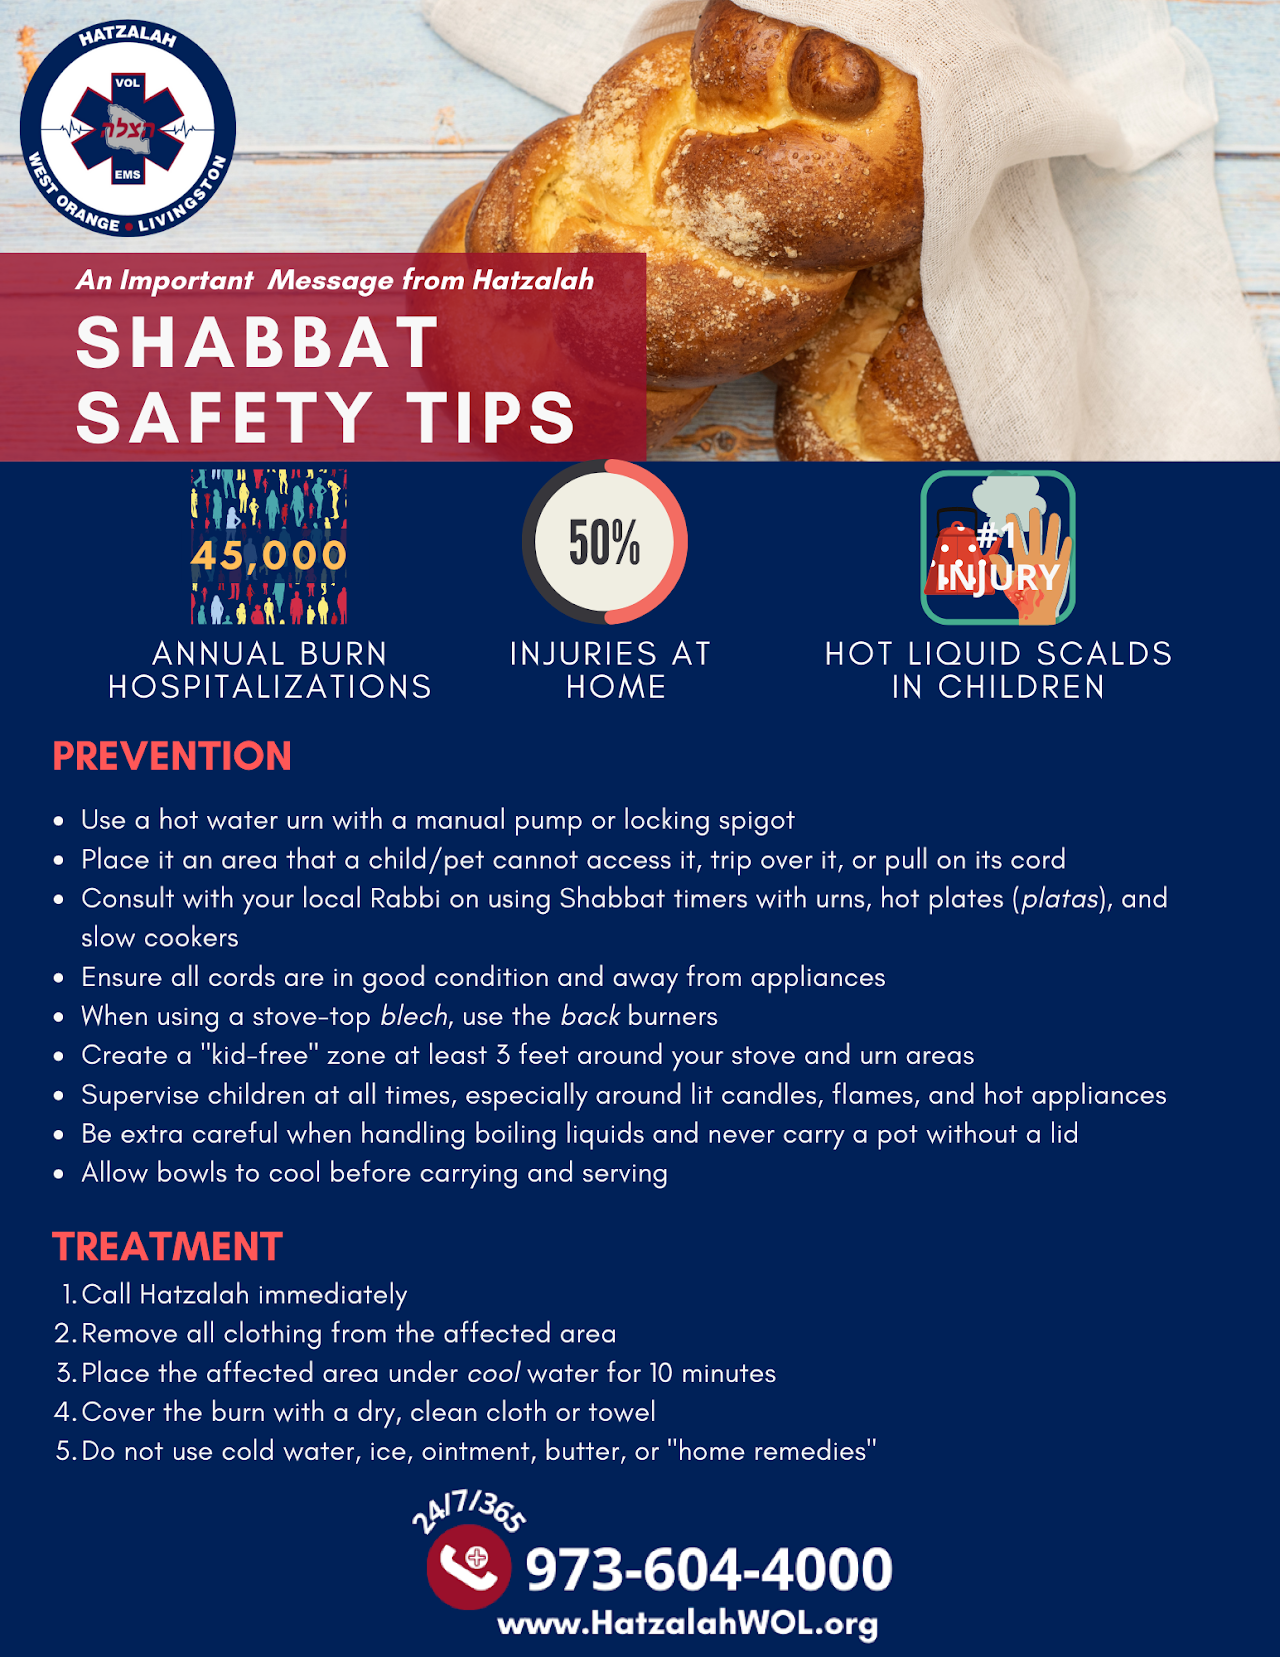 HATZALAH
VOL
הצלה
EMS
WEST ORANGE • LIVINGSTON
An Important Message from Hatzalah
SHABBAT
SAFETY TIPS
45,000
ANNUAL BURN
HOSPITALIZATIONS
50%
INJURIES AT
HOME
#1
INJURY
HOT LIQUID SCALDS
IN CHILDREN
PREVENTION
• Use a hot water urn with a manual pump or locking spigot
• Place it an area that a child/pet cannot access it, trip over it, or pull on its cord
• Consult with your local Rabbi on using Shabbat timers with urns, hot plates (platas), and
slow cookers
• Ensure all cords are in good condition and away from appliances
• When using a stove-top blech, use the back burners
• Create a "kid-free" zone at least 3 feet around your stove and urn areas
• Supervise children at all times, especially around lit candles, flames, and hot appliances
• Be extra careful when handling boiling liquids and never carry a pot without a lid
• Allow bowls to cool before carrying and serving
TREATMENT
1. Call Hatzalah immediately
2. Remove all clothing from the affected area
3. Place the affected area under cool water for 10 minutes
4. Cover the burn with a dry, clean cloth or towel
5. Do not use cold water, ice, ointment, butter, or "home remedies"
24/7/365
973-604-4000
www.HatzalahWOL.org